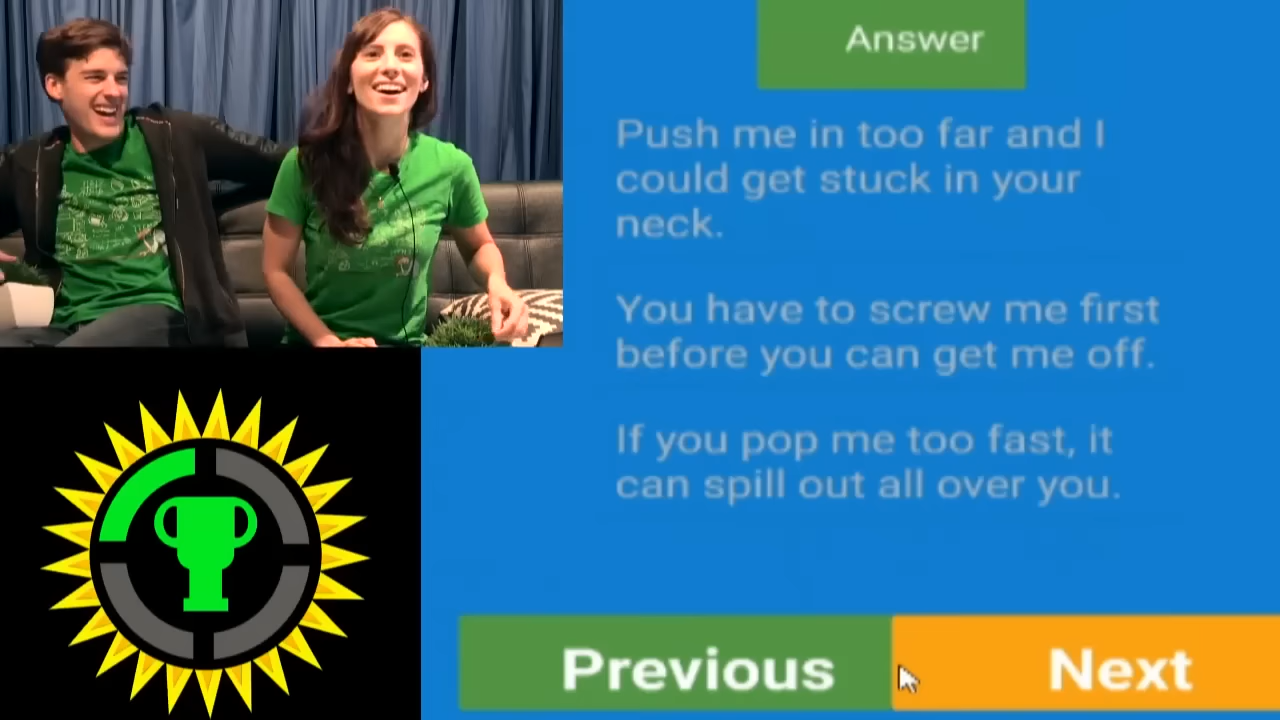 Answer
Push me in too far and I
could get stuck in your
neck.
You have to screw me first
before you can get me off.
If you pop me too fast, it
can spill out all over you.
Previous
Next